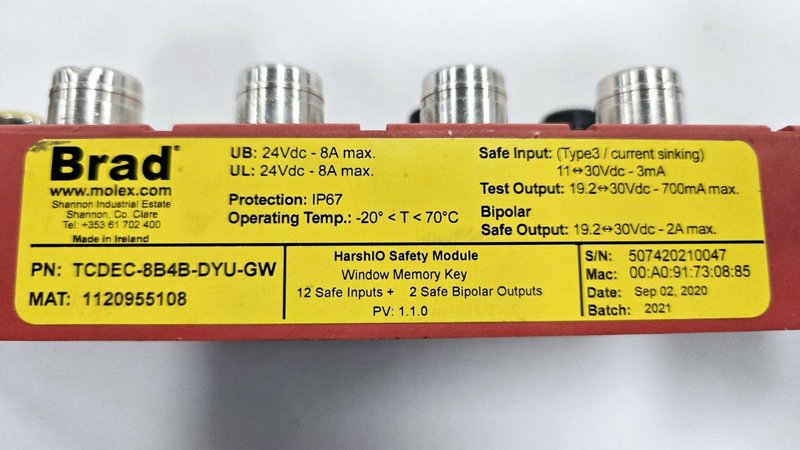 Brad®
www.molex.com
Shannon Industrial Estate
Shannon, Co. Clare
Tel: +353 61 702 400
Made in Ireland
UB: 24Vdc - 8A max.
UL: 24Vdc - 8A max.
Protection: IP67
Operating Temp.: -20° < T < 70°C
Safe Input: (Type3 / current sinking)
11⇔30Vdc - 3mA
Test Output: 19.2⇔30Vdc - 700mA max.
Bipolar
Safe Output: 19.2⇔30Vdc - 2A max.
PN: TCDEC-8B4B-DYU-GW
MAT: 1120955108
HarshIO Safety Module
Window Memory Key
12 Safe Inputs + 2 Safe Bipolar Outputs
PV: 1.1.0
S/N: 507420210047
Mac: 00:A0:91:73:08:85
Date: Sep 02, 2020
Batch: 2021